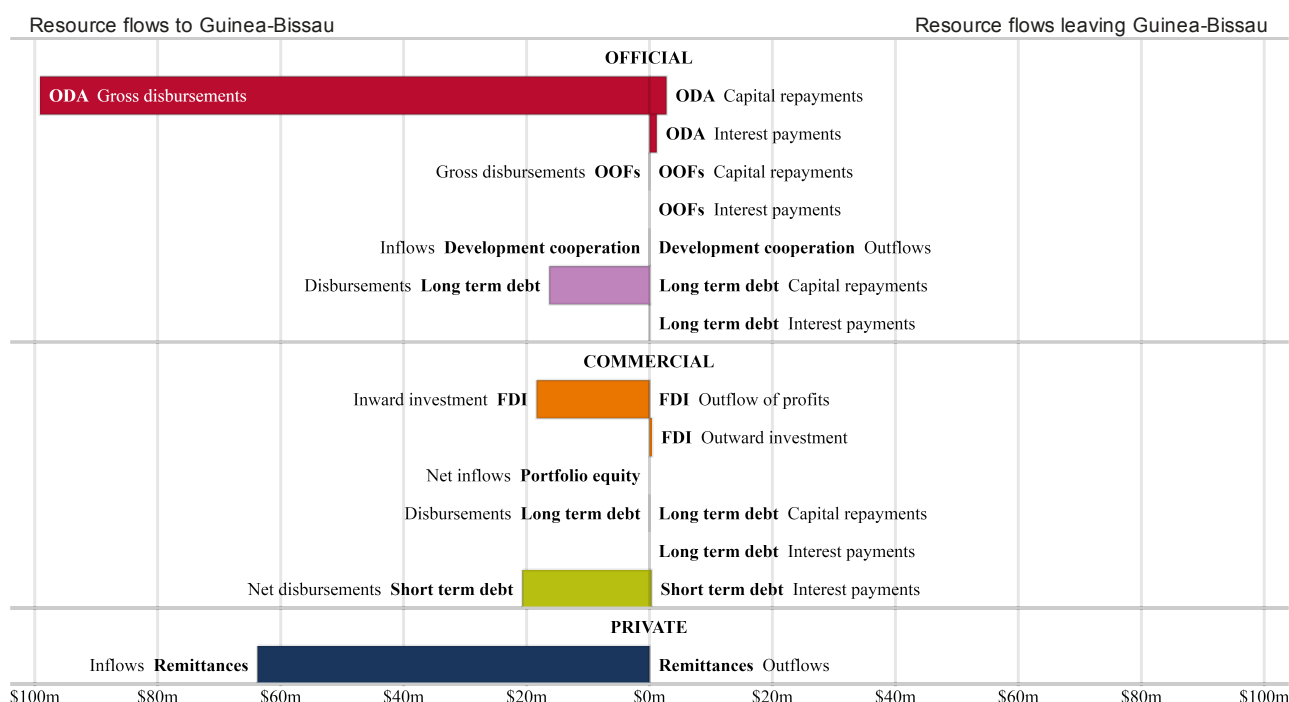 Resource flows to Guinea-Bissau Resource flows leaving Guinea-Bissau
OFFICIAL
ODA Gross disbursements ODA Capital repayments
ODA Interest payments
Gross disbursements OOFs OOFs Capital repayments
OOFs Interest payments
Inflows Development cooperation Development cooperation Outflows
Disbursements Long term debt Long term debt Capital repayments
Long term debt Interest payments
COMMERCIAL
Inward investment FDI FDI Outflow of profits
FDI Outward investment
Net inflows Portfolio equity
Disbursements Long term debt Long term debt Capital repayments
Long term debt Interest payments
Net disbursements Short term debt Short term debt Interest payments
PRIVATE
Inflows Remittances Remittances Outflows
$100m $80m $60m $40m $20m $0m $20m $40m $60m $80m $100m